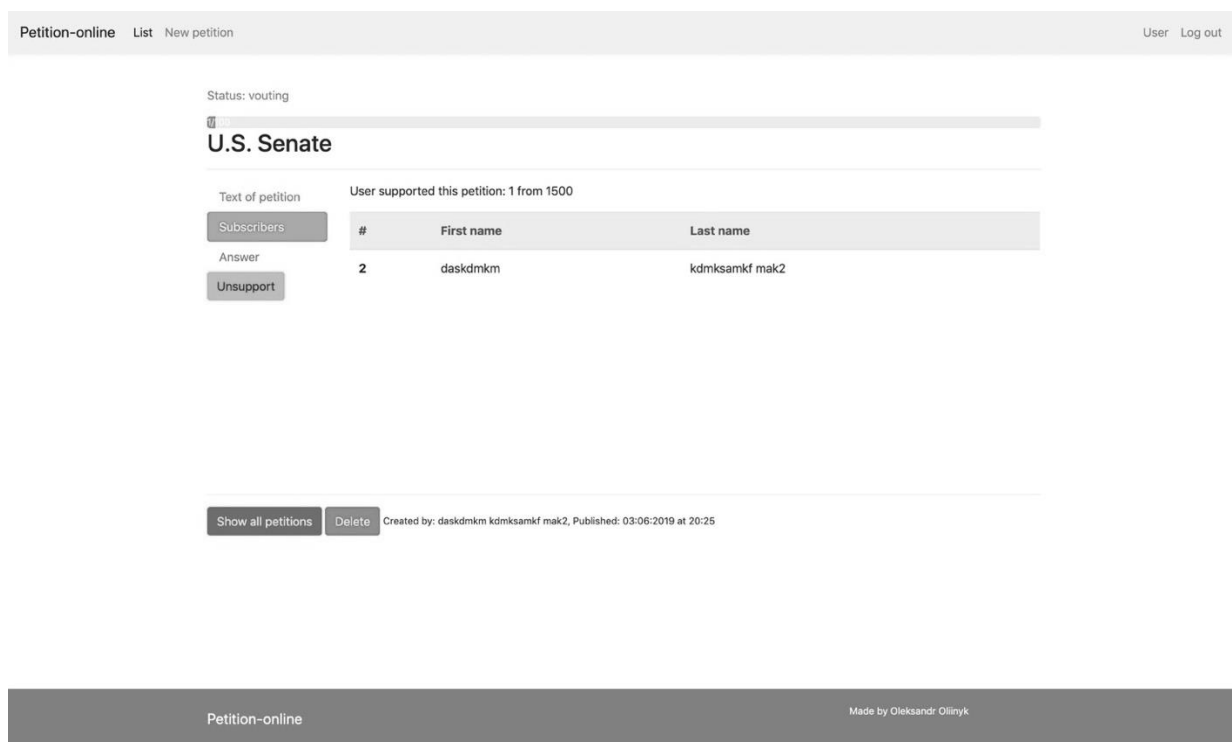 Petition-online List New petition User Log out
Status: vouting
U.S. Senate
Text of petition
Subscribers
Answer
Unsupport
User supported this petition: 1 from 1500
# First name Last name
2 daskdmkm kdmksamkf mak2
Show all petitions Delete Created by: daskdmkm kdmksamkf mak2, Published: 03:06:2019 at 20:25
Petition-online Made by Oleksandr Oliinyk